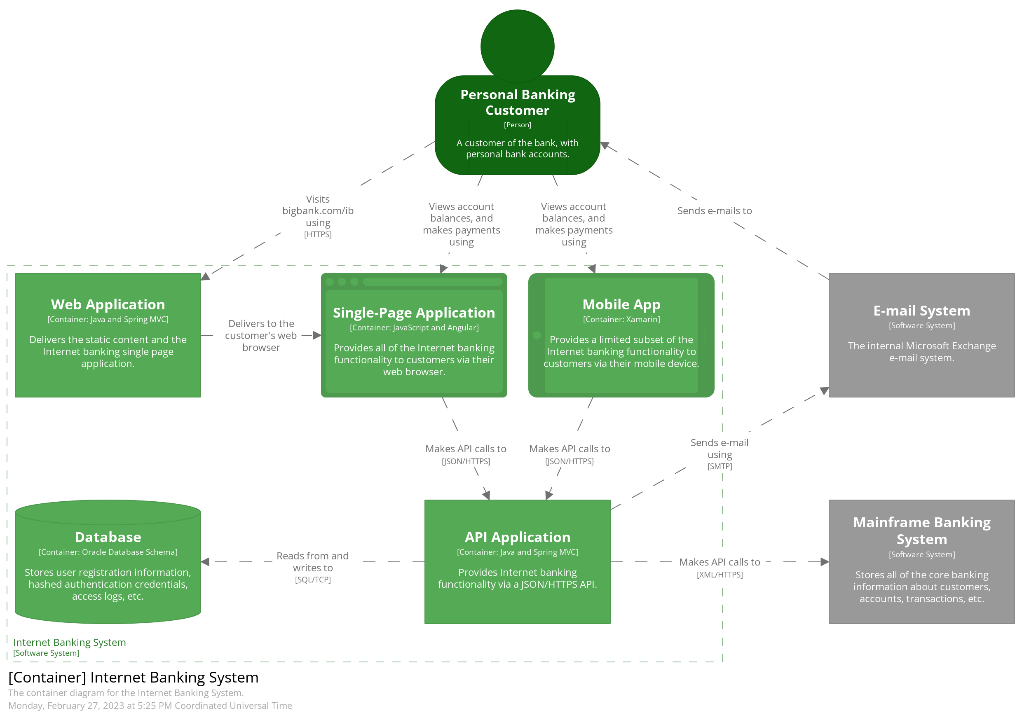 Personal Banking
Customer
[Person]
A customer of the bank, with
personal bank accounts.
Visits
bigbank.com/ib
using
[HTTPS]
Views account
balances, and
makes payments
using
Views account
balances, and
makes payments
using
Sends e-mails to
Web Application
[Container: Java and Spring MVC]
Delivers the static content and the
Internet banking single page
application.
Delivers to the
customer's web
browser
Single-Page Application
[Container: JavaScript and Angular]
Provides all of the Internet banking
functionality to customers via their
web browser.
Mobile App
[Container: Xamarin]
Provides a limited subset of the
Internet banking functionality to
customers via their mobile device.
E-mail System
[Software System]
The internal Microsoft Exchange
e-mail system.
Makes API calls to
[JSON/HTTPS]
Makes API calls to
[JSON/HTTPS]
Sends e-mail
using
[SMTP]
Database
[Container: Oracle Database Schema]
Stores user registration information,
hashed authentication credentials,
access logs, etc.
Reads from and
writes to
[SQL/TCP]
API Application
[Container: Java and Spring MVC]
Provides Internet banking
functionality via a JSON/HTTPS API.
Makes API calls to
[XML/HTTPS]
Mainframe Banking
System
[Software System]
Stores all of the core banking
information about customers,
accounts, transactions, etc.
Internet Banking System
[Software System]
[Container] Internet Banking System
The container diagram for the Internet Banking System.
Monday, February 27, 2023 at 5:25 PM Coordinated Universal Time